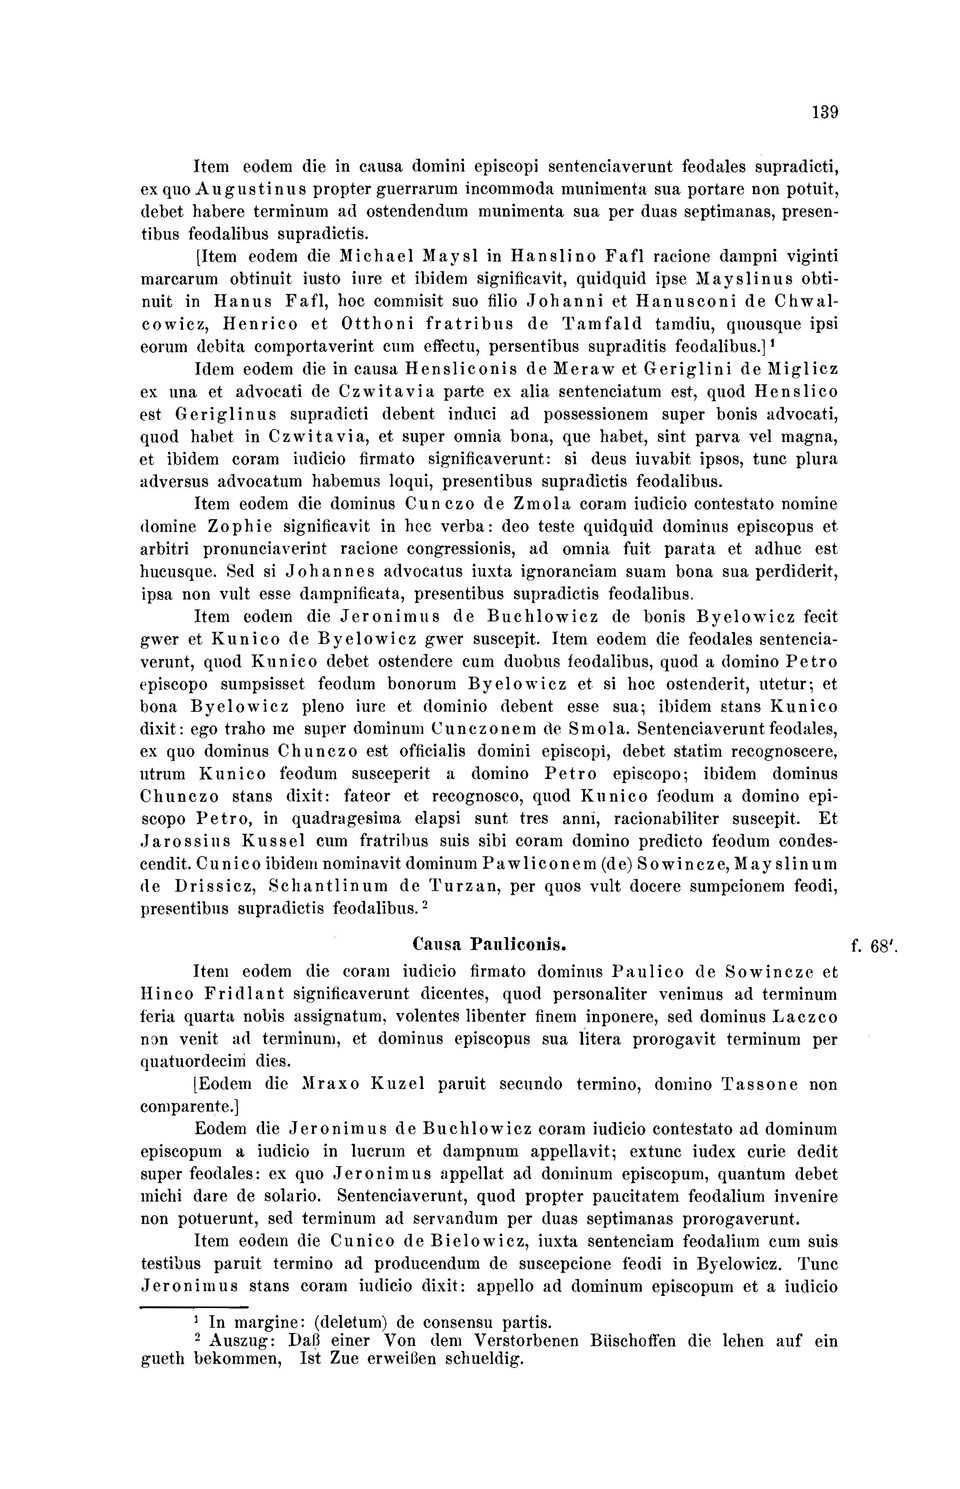 139
Item eodem die in causa domini episcopi sentenciaverunt feodales supradicti,
ex quo Augustinus propter guerrarum incommoda munimenta sua portare non potuit,
debet habere terminum ad ostendendum munimenta sua per duas septimanas, presen-
tibus feodalibus supradictis.
[Item eodem die Michael Maysl in Hanslino Fafl racione dampni viginti
marcarum obtinuit iusto iure et ibidem significavit, quidquid ipse Mayslinus obti-
nuit in Hanus Fafl, hoc commisit suo filio Johanni et Hanusconi de Chwal-
cowicz, Henrico et Otthoni fratribus de Tamfald tamdiu, quousque ipsi
eorum debita comportaverint cum effectu, persentibus supraditis feodalibus.]¹
Idem eodem die in causa Hensliconis de Meraw et Geriglini de Miglicz
ex una et advocati de Czwitavia parte ex alia sentenciatum est, quod Henslico
est Geriglinus supradicti debent induci ad possessionem super bonis advocati,
quod habet in Czwitavia, et super omnia bona, que habet, sint parva vel magna,
et ibidem coram iudicio firmato significaverunt: si deus iuvabit ipsos, tunc plura
adversus advocatum habemus loqui, presentibus supradictis feodalibus.
Item eodem die dominus Cunczo de Zmola coram iudicio contestato nomine
domine Zophie significavit in hec verba: deo teste quidquid dominus episcopus et
arbitri pronunciaverint racione congressionis, ad omnia fuit parata et adhuc est
hucusque. Sed si Johannes advocatus iuxta ignoranciam suam bona sua perdiderit,
ipsa non vult esse dampnificata, presentibus supradictis feodalibus.
Item eodem die Jeronimus de Buchlowicz de bonis Byelowicz fecit
gwer et Kunico de Byelowicz gwer suscepit. Item eodem die feodales sentencia-
verunt, quod Kunico debet ostendere cum duobus feodalibus, quod a domino Petro
episcopo sumpsisset feodum bonorum Byelowicz et si hoc ostenderit, utetur; et
bona Byelowicz pleno iure et dominio debent esse sua; ibidem stans Kunico
dixit: ego traho me super dominum Cunczonem de Smola. Sentenciaverunt feodales,
ex quo dominus Chunczo est officialis domini episcopi, debet statim recognoscere,
utrum Kunico feodum susceperit a domino Petro episcopo; ibidem dominus
Chunczo stans dixit: fateor et recognosco, quod Kunico feodum a domino epi-
scopo Petro, in quadragesima elapsi sunt tres anni, racionabiliter suscepit. Et
Jarossius Kussel cum fratribus suis sibi coram domino predicto feodum condes-
cendit. Cunico ibidem nominavit dominum Pawliconem (de) Sowincze, Mayslinum
de Drissicz, Schantlinum de Turzan, per quos vult docere sumpcionem feodi,
presentibus supradictis feodalibus.²
Causa Pauliconis.
f. 68'.
Item eodem die coram iudicio firmato dominus Paulico de Sowincze et
Hinco Fridlant significaverunt dicentes, quod personaliter venimus ad terminum
feria quarta nobis assignatum, volentes libenter finem inponere, sed dominus Laczco
non venit ad terminum, et dominus episcopus sua litera prorogavit terminum per
quatuordecim dies.
[Eodem die Mraxo Kuzel paruit secundo termino, domino Tassone non
comparente.]
Eodem die Jeronimus de Buchlowicz coram iudicio contestato ad dominum
episcopum a iudicio in lucrum et dampnum appellavit; extunc iudex curie dedit
super feodales: ex quo Jeronimus appellat ad dominum episcopum, quantum debet
michi dare de solario. Sentenciaverunt, quod propter paucitatem feodalium invenire
non potuerunt, sed terminum ad servandum per duas septimanas prorogaverunt.
Item eodem die Cunico de Bielowicz, iuxta sentenciam feodalium cum suis
testibus paruit termino ad producendum de suscepcione feodi in Byelowicz. Tunc
Jeronimus stans coram iudicio dixit: appello ad dominum episcopum et a iudicio
¹ In margine: (deletum) de consensu partis.
² Auszug: Daß einer Von dem Verstorbenen Büschoffen die lehen auf ein
gueth bekommen, Ist Zue erweißen schueldig.